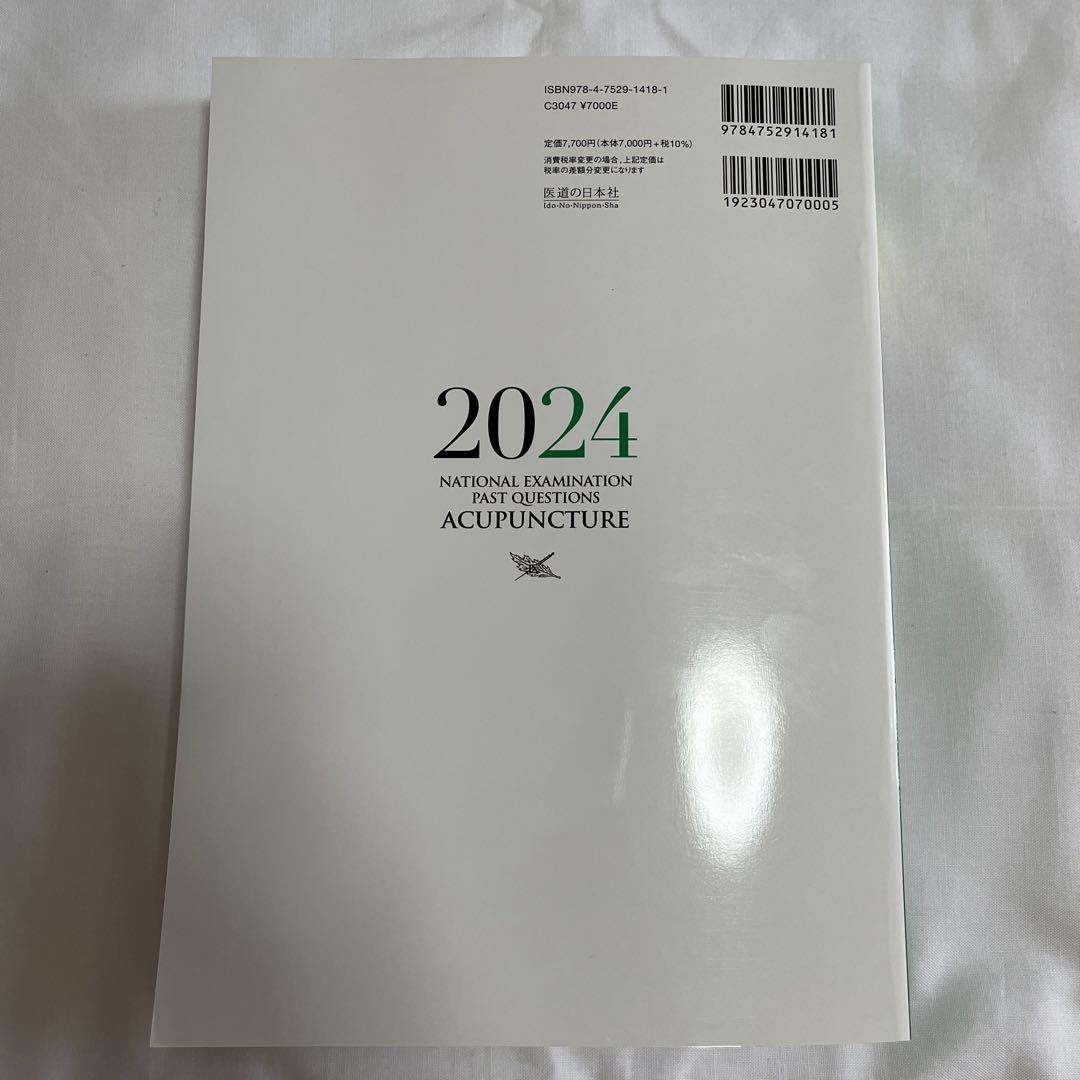 ISBN978-4-7529-1418-1
C3047 ¥7000E
9784752914181
定価7,700円(本体7,000円+税10%)
消費税率変更の場合,上記定価は
税率の差額分変更になります
医道の日本社
Ido・No・Nippon・Sha
1923047070005
2024
NATIONAL EXAMINATION
PAST QUESTIONS
ACUPUNCTURE
医